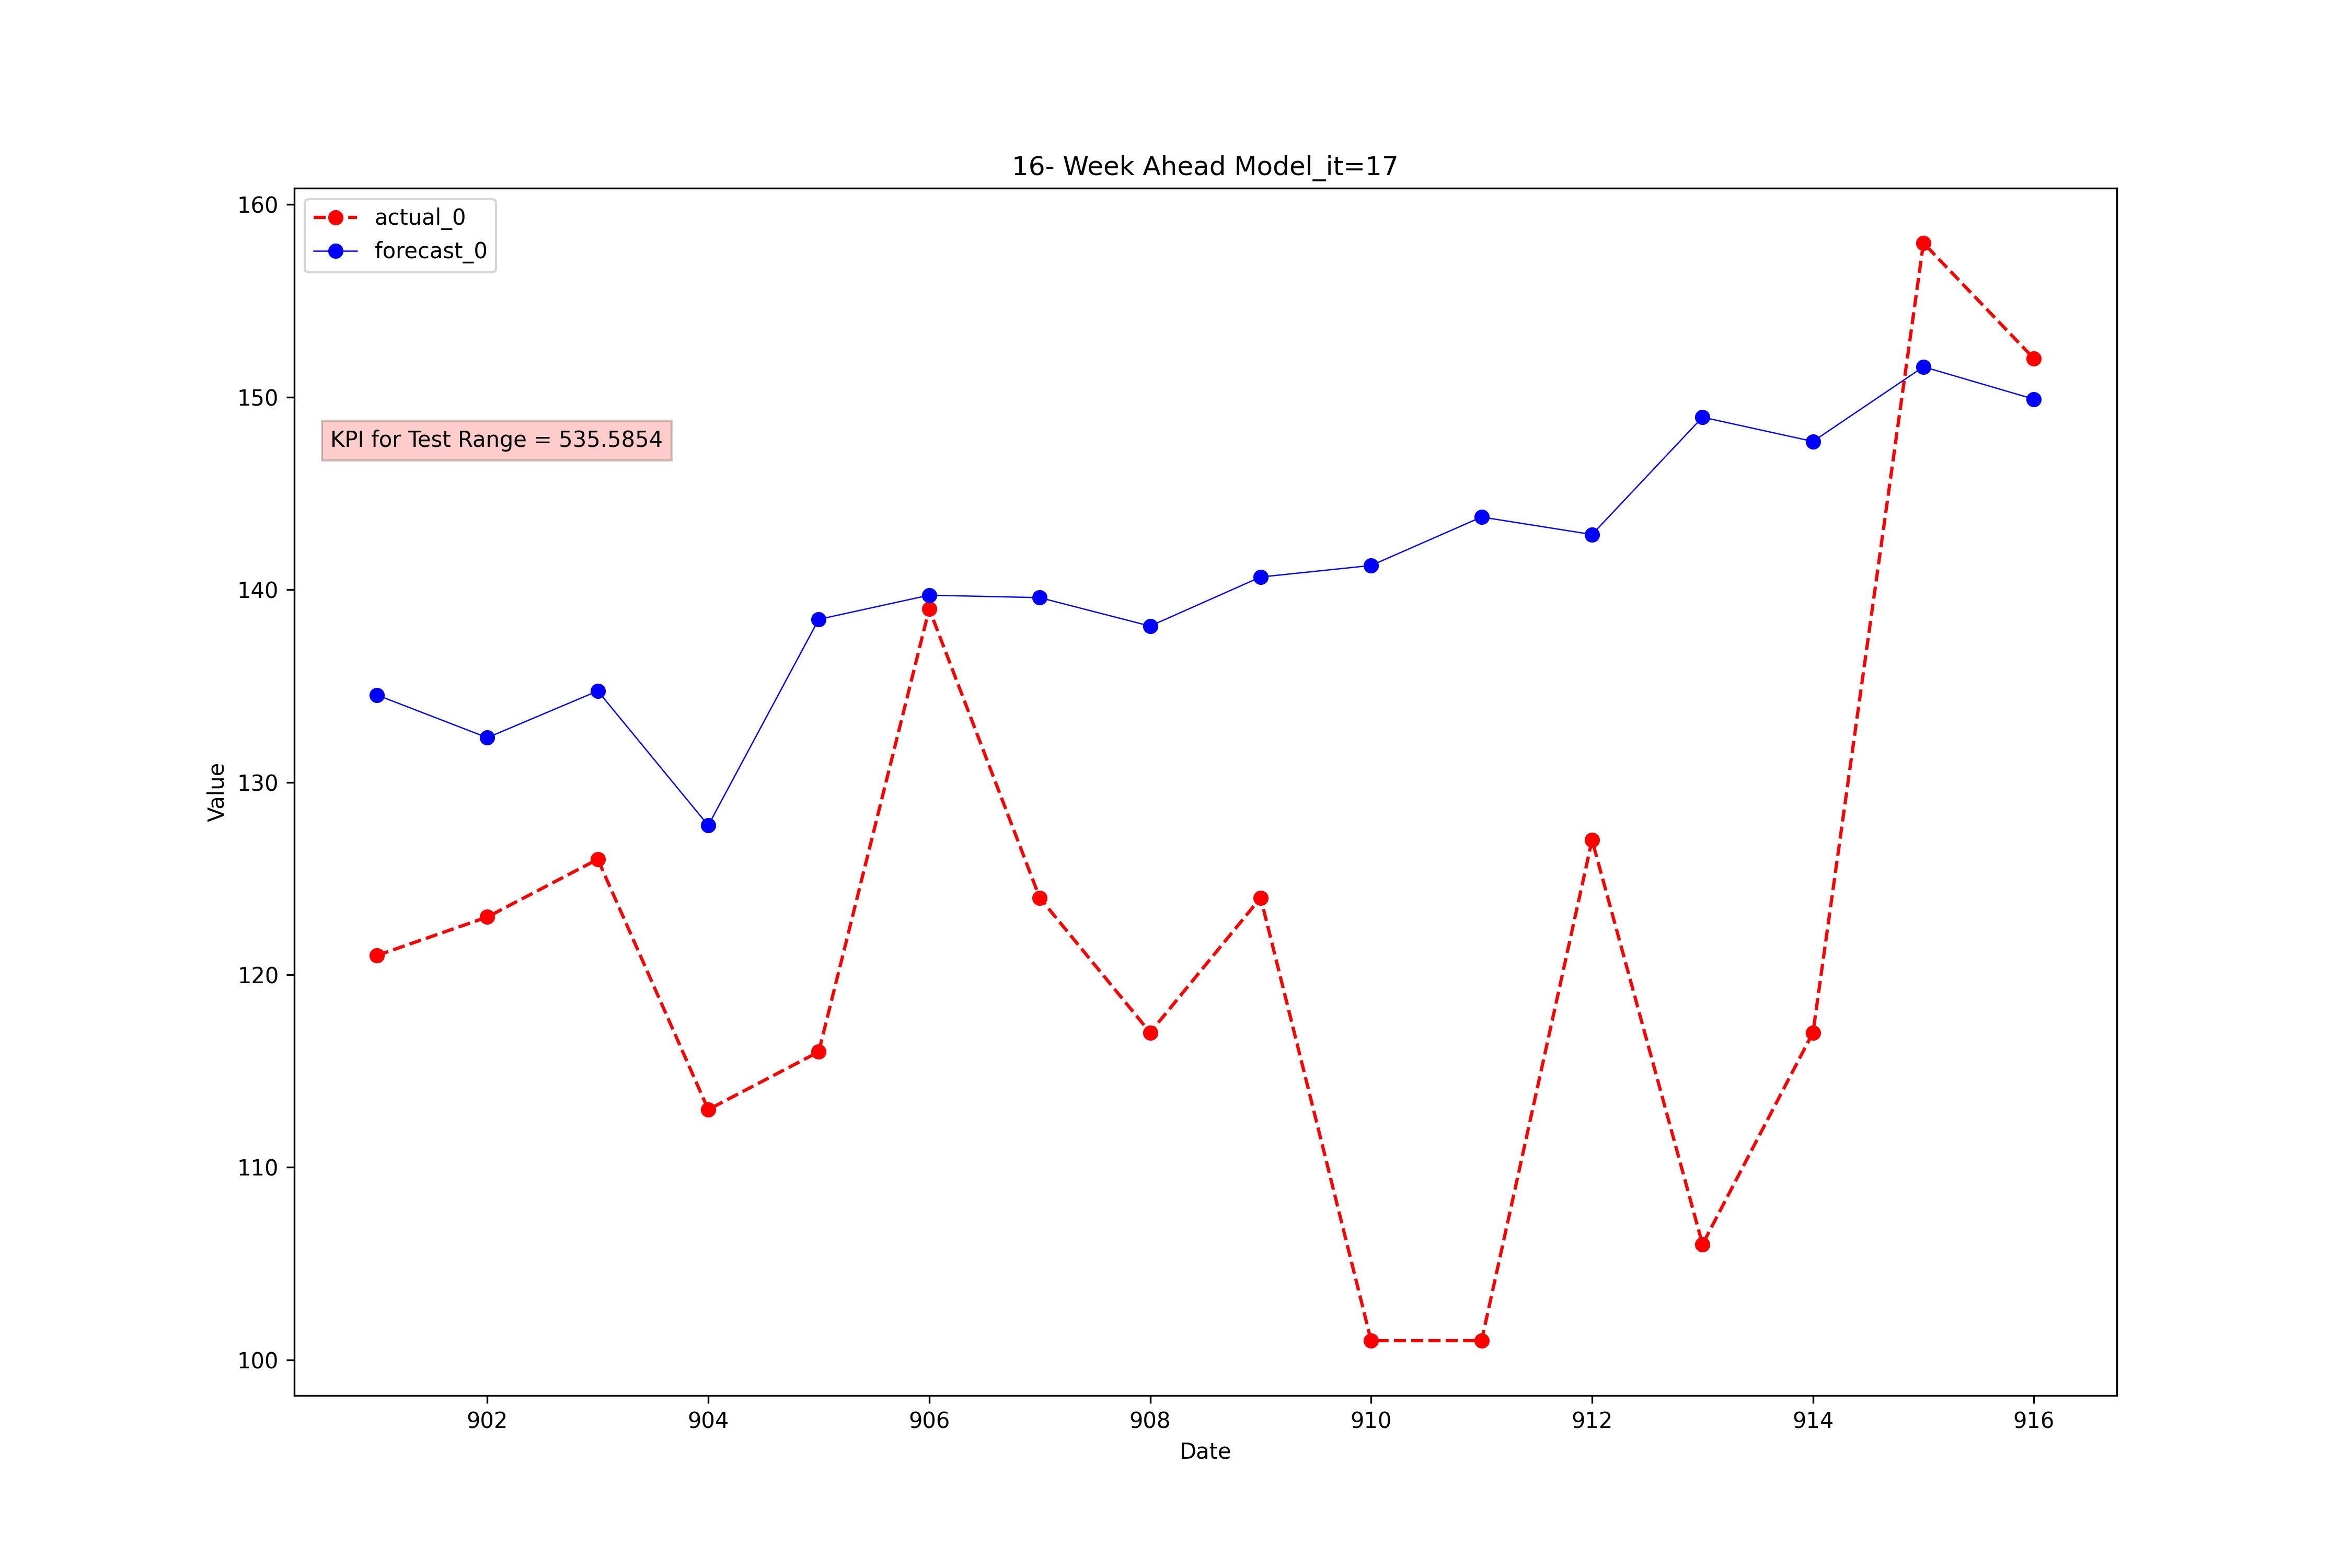 16- Week Ahead Model_it=17
actual_0
forecast_0
KPI for Test Range = 535.5854
Value
160
150
140
130
120
110
100
902 904 906 908 910 912 914 916
Date